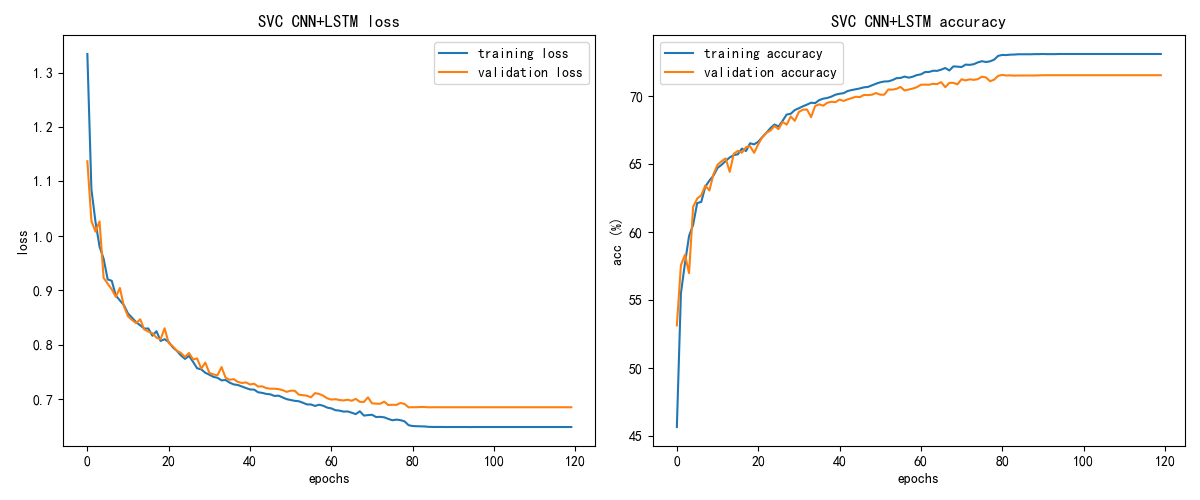 SVC CNN+LSTM loss
training loss
validation loss
1.3
1.2
1.1
1.0
0.9
0.8
0.7
loss
0 20 40 60 80 100 120
epochs
SVC CNN+LSTM accuracy
training accuracy
validation accuracy
70
65
60
55
50
45
acc (%)
0 20 40 60 80 100 120
epochs